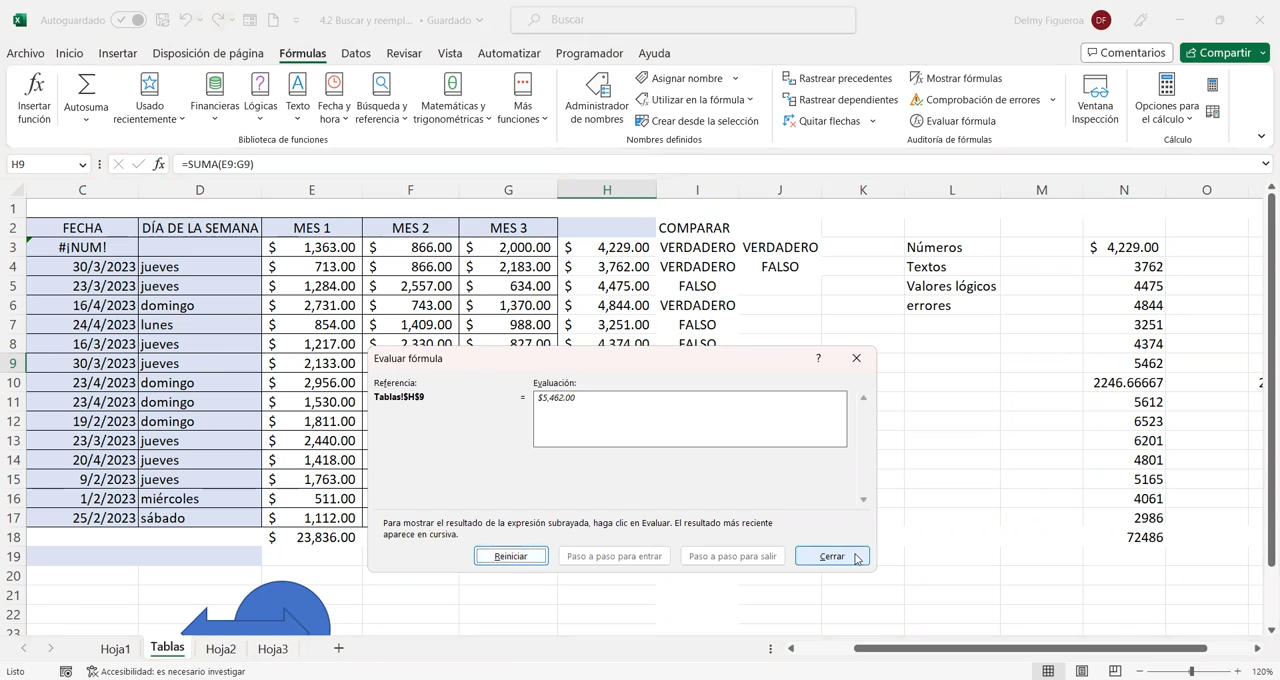 Autoguardado
4.2 Buscar y reempl... • Guardado
Buscar
Delmy Figueroa
DF
Archivo Inicio Insertar Disposición de página Fórmulas Datos Revisar Vista Automatizar Programador Ayuda
Comentarios
Compartir
Insertar función
Autosuma
Usado recientemente
Financieras
Lógicas
Texto
Fecha y hora
Búsqueda y referencia
Matemáticas y trigonométricas
Más funciones
Biblioteca de funciones
Administrador de nombres
Asignar nombre
Utilizar en la fórmula
Crear desde la selección
Nombres definidos
Rastrear precedentes
Rastrear dependientes
Quitar flechas
Mostrar fórmulas
Comprobación de errores
Evaluar fórmula
Auditoría de fórmulas
Ventana Inspección
Opciones para el cálculo
Cálculo
H9 fx =SUMA(E9:G9)
C D E F G H I J K L M N O
1
2 FECHA DÍA DE LA SEMANA MES 1 MES 2 MES 3 COMPARAR
3 #¡NUM! $ 1,363.00 $ 866.00 $ 2,000.00 $ 4,229.00 VERDADERO VERDADERO Números $ 4,229.00
4 30/3/2023 jueves $ 713.00 $ 866.00 $ 2,183.00 $ 3,762.00 VERDADERO FALSO Textos 3762
5 23/3/2023 jueves $ 1,284.00 $ 2,557.00 $ 634.00 $ 4,475.00 FALSO Valores lógicos 4475
6 16/4/2023 domingo $ 2,731.00 $ 743.00 $ 1,370.00 $ 4,844.00 VERDADERO errores 4844
7 24/4/2023 lunes $ 854.00 $ 1,409.00 $ 988.00 $ 3,251.00 FALSO 3251
8 16/3/2023 jueves $ 1,217.00 $ 2,330.00 $ 827.00 $ 4,374.00 FALSO 4374
9 30/3/2023 jueves $ 2,133.00 5462
10 23/4/2023 domingo $ 2,956.00 2246.66667
11 23/4/2023 domingo $ 1,530.00 5612
12 19/2/2023 domingo $ 1,811.00 6523
13 23/3/2023 jueves $ 2,440.00 6201
14 20/4/2023 jueves $ 1,418.00 4801
15 9/2/2023 jueves $ 1,763.00 5165
16 1/2/2023 miércoles $ 511.00 4061
17 25/2/2023 sábado $ 1,112.00 2986
18 $ 23,836.00 72486
19
20
21
22
23
Evaluar fórmula ?
Referencia: Evaluación:
Tablas!$H$9 = $5,462.00
Para mostrar el resultado de la expresión subrayada, haga clic en Evaluar. El resultado más reciente
aparece en cursiva.
Reiniciar Paso a paso para entrar Paso a paso para salir Cerrar
Hoja1 Tablas Hoja2 Hoja3
Listo Accesibilidad: es necesario investigar 120%